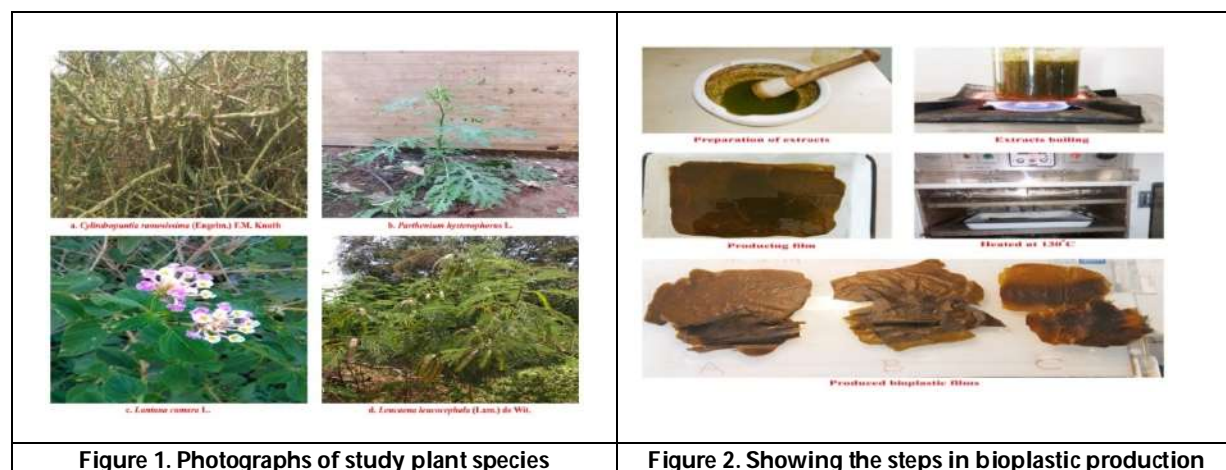 a. Cylindropuntia ramosissima (Engelm.) F.M. Knuth
b. Parthenium hysterophorus L.
c. Lantana camera L.
d. Leucaena leucocephala (Lam.) de Wit.
Figure 1. Photographs of study plant species
Preparation of extracts
Extracts boiling
Producing film
Heated at 130°C
A
B
C
Produced bioplastic films
Figure 2. Showing the steps in bioplastic production